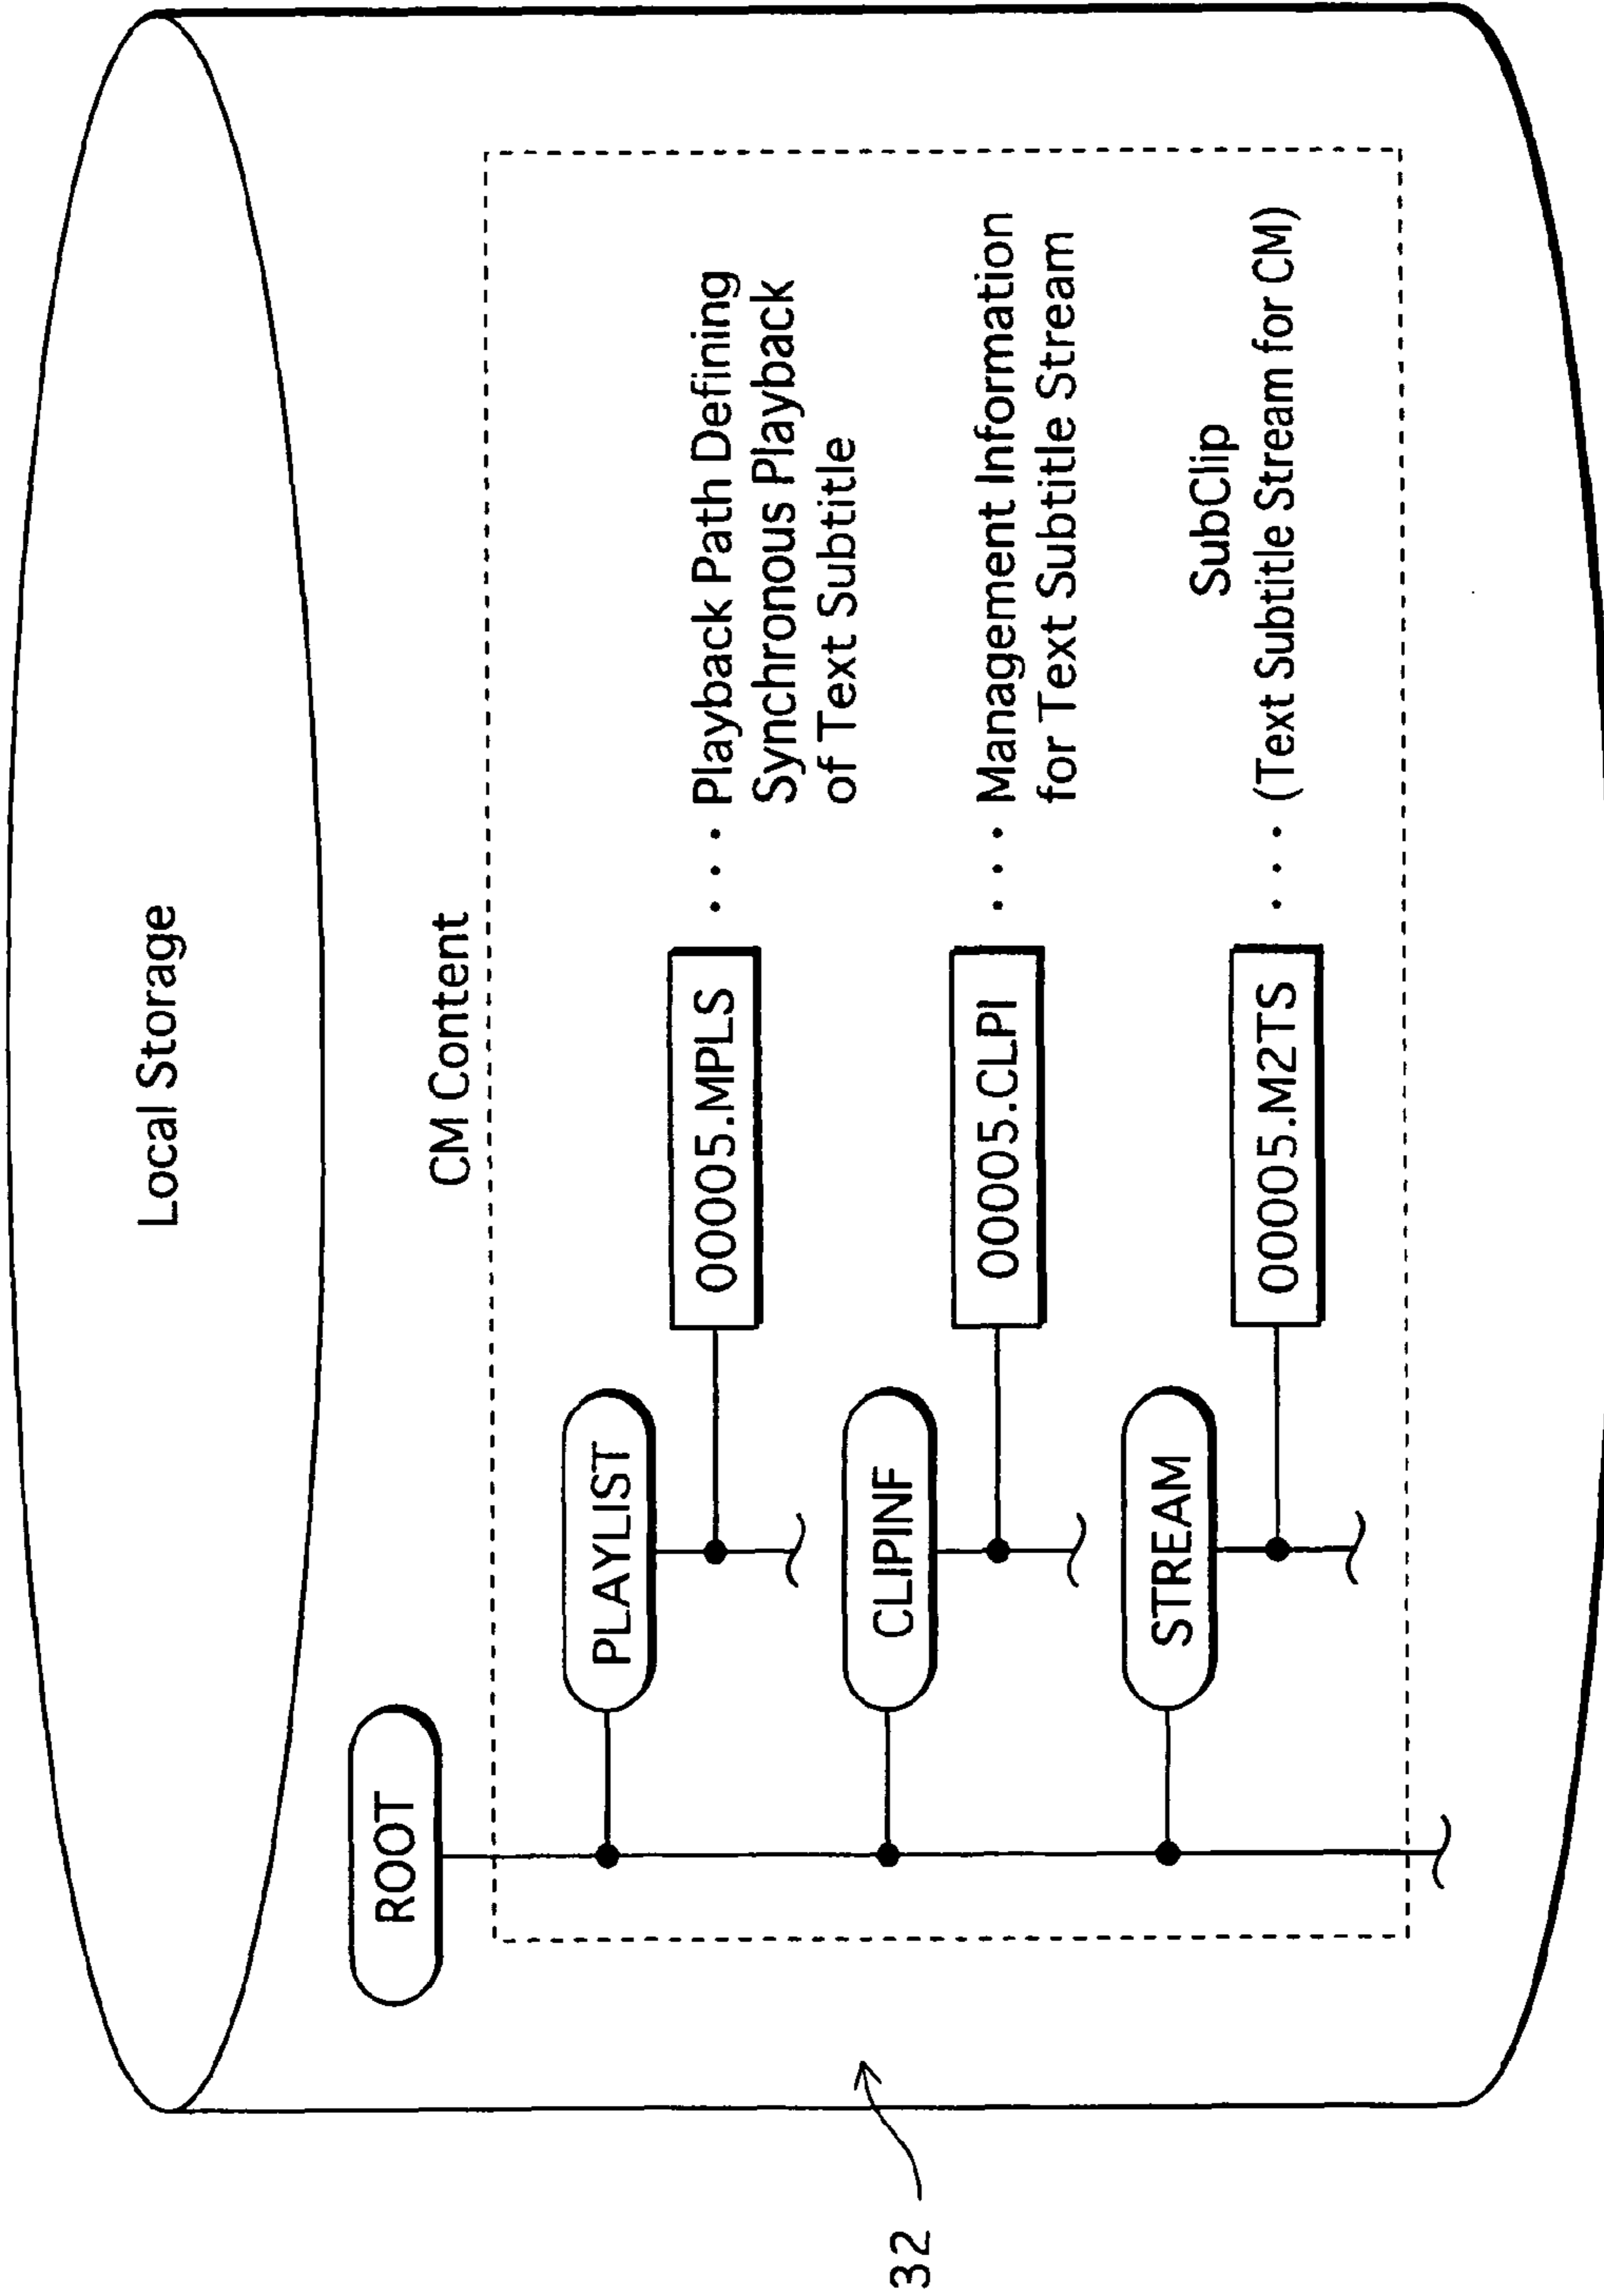 Local Storage
ROOT
CM Content
PLAYLIST
00005.MPLS
··· Playback Path Defining
Synchronous Playback
of Text Subtitle
CLIPINF
00005.CLPI
··· Management Information
for Text Subtitle Stream
STREAM
00005.M2TS
SubClip
··· (Text Subtitle Stream for CM)
32